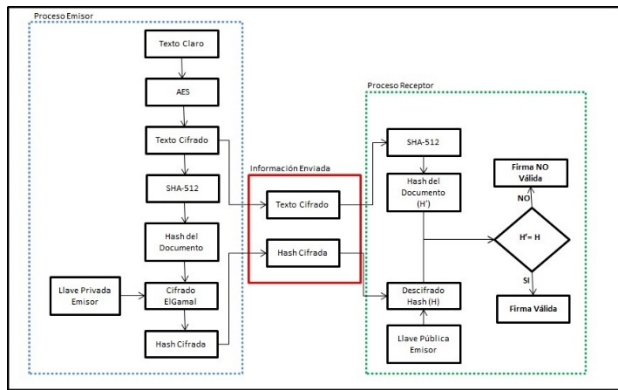 Proceso Emisor
Texto Claro
AES
Texto Cifrado
SHA-512
Hash del
Documento
Llave Privada
Emisor
Cifrado
ElGamal
Hash Cifrada
Información Enviada
Texto Cifrado
Hash Cifrada
Proceso Receptor
SHA-512
Hash del
Documento
(H')
Descifrado
Hash (H)
Llave Pública
Emisor
Firma NO
Válida
NO
H'= H
SI
Firma Válida